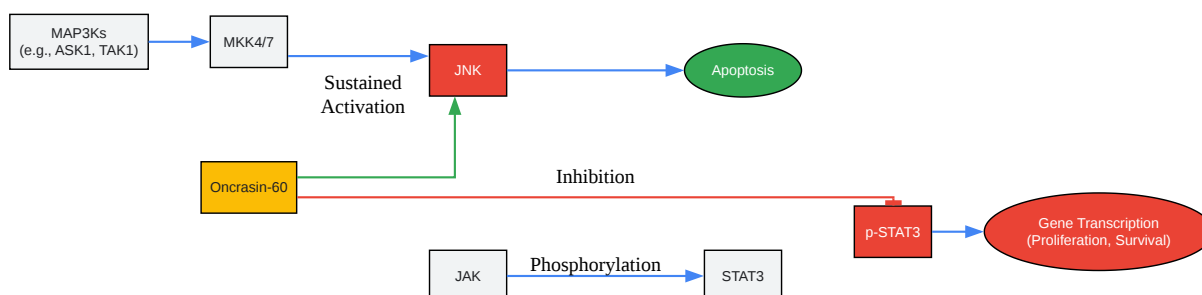 MAP3Ks
(e.g., ASK1, TAK1)
MKK4/7
JNK
Apoptosis
Sustained
Activation
Oncrasin-60
Inhibition
p-STAT3
Gene Transcription
(Proliferation, Survival)
JAK
Phosphorylation
STAT3